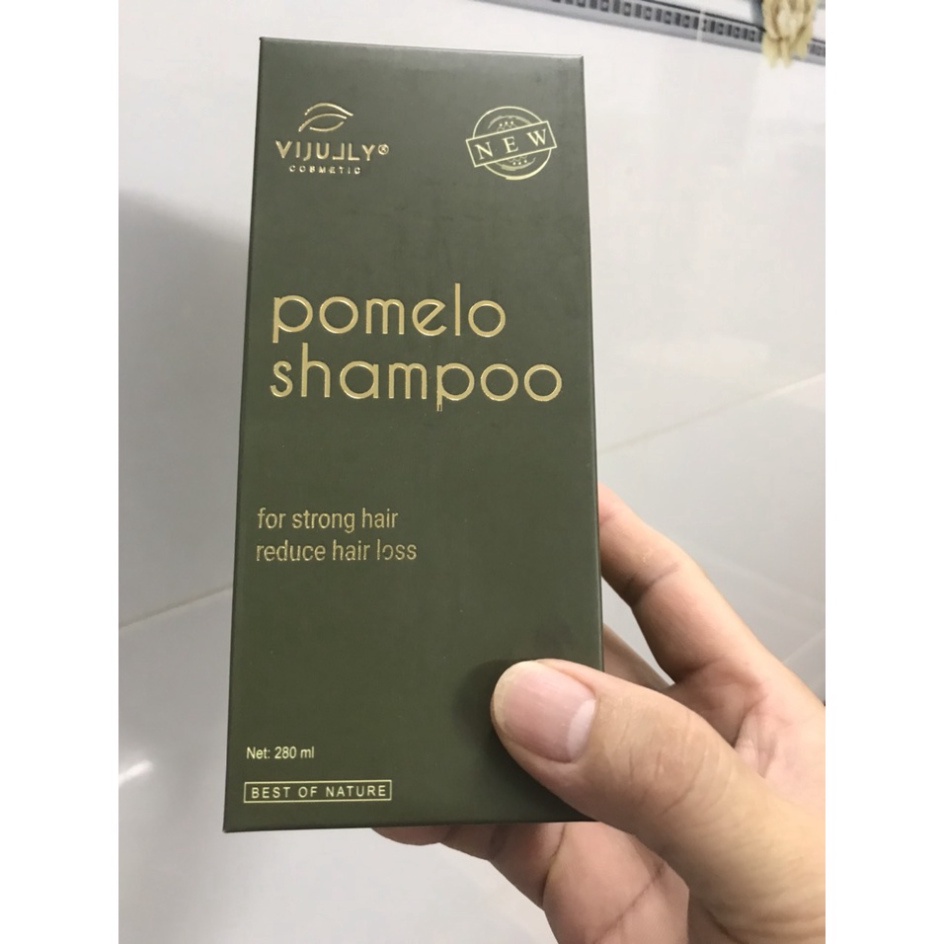 VIJULLY®
COSMETIC
NEW
pomelo
shampoo
for strong hair
reduce hair loss
Net: 280 ml
BEST OF NATURE